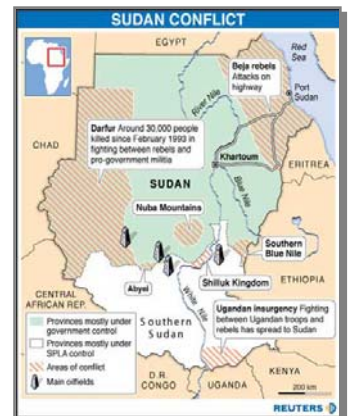 SUDAN CONFLICT
EGYPT
Red
Sea
Beja rebels
Attacks on
highway
Port
Sudan
River Nile
Darfur Around 30,000 people
killed since February 1993 in
fighting between rebels and
pro-government militia
CHAD
Khartoum
ERITREA
SUDAN
Blue Nile
Nuba Mountains
Southern
Blue Nile
Abyei
Shilluk Kingdom
ETHIOPIA
CENTRAL
AFRICAN REP.
White Nile
Southern
Sudan
Ugandan insurgency Fighting
between Ugandan troops and
rebels has spread to Sudan
Provinces mostly under
government control
Provinces mostly under
SPLA control
Areas of conflict
Main oilfields
D.R.
CONGO
UGANDA
KENYA
200 km
REUTERS